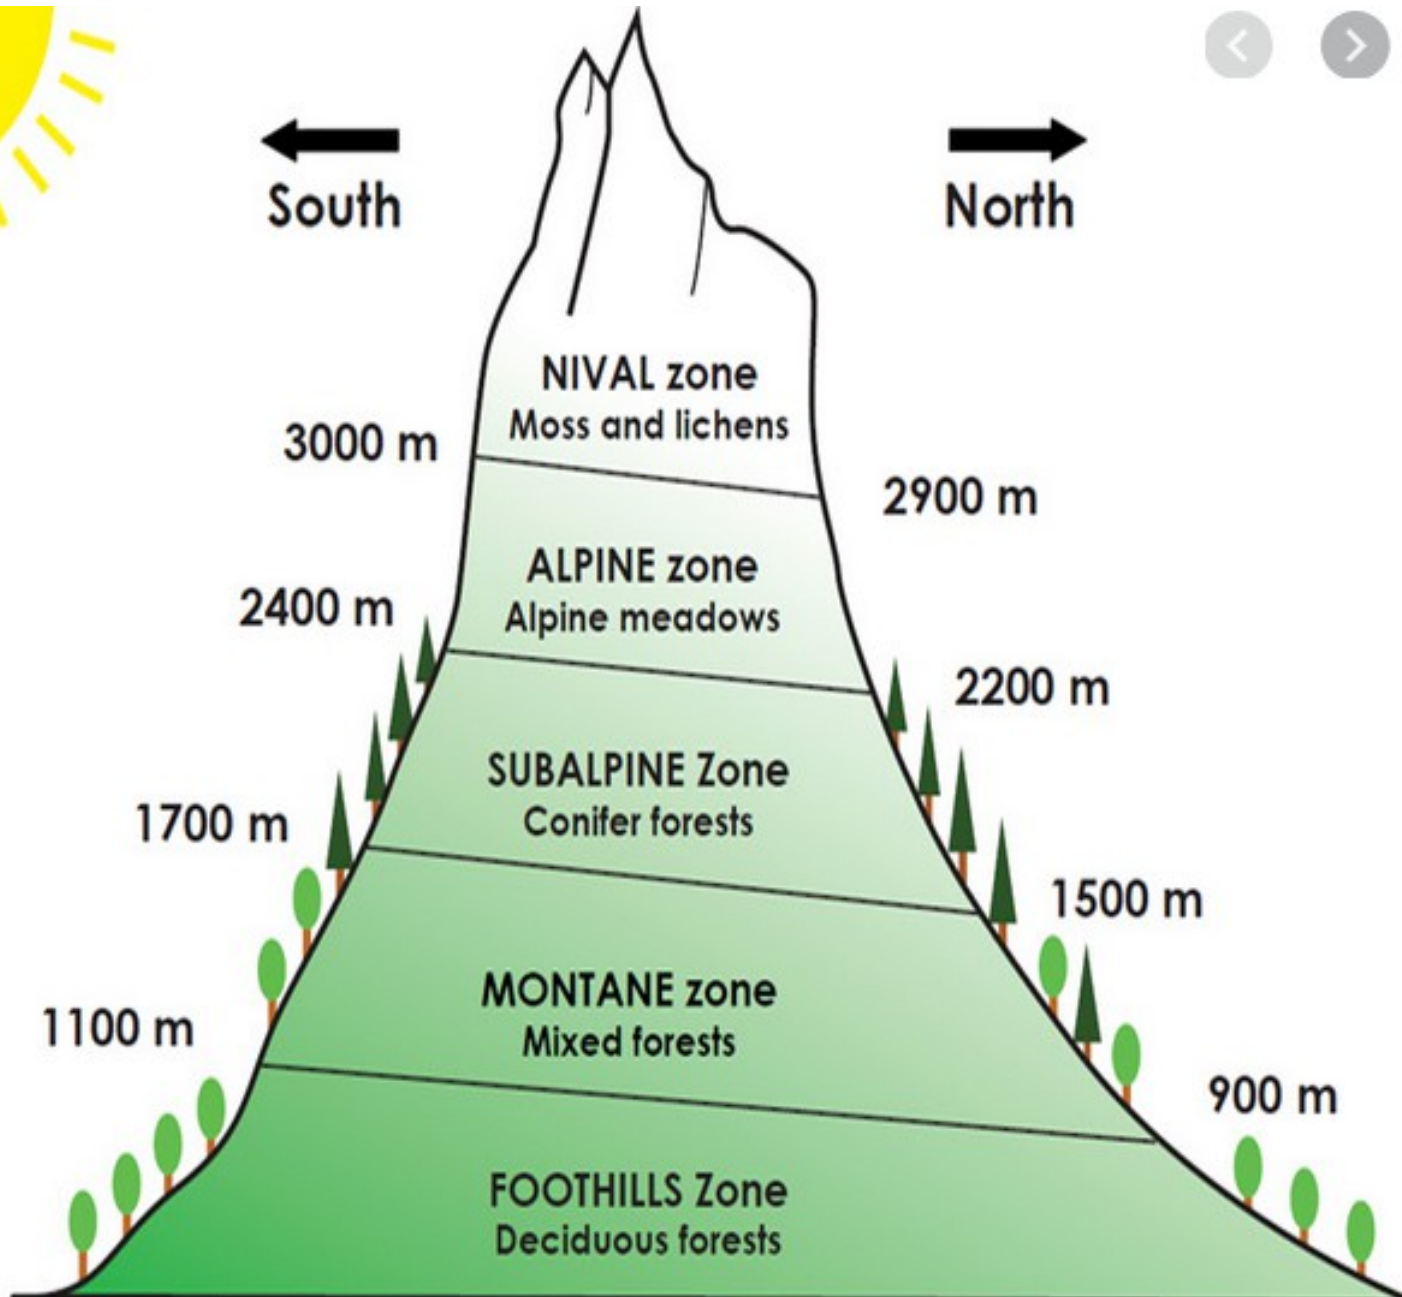 South
North
NIVAL zone
Moss and lichens
3000 m
2900 m
ALPINE zone
Alpine meadows
2400 m
2200 m
SUBALPINE Zone
Conifer forests
1700 m
1500 m
MONTANE zone
Mixed forests
1100 m
900 m
FOOTHILLS Zone
Deciduous forests